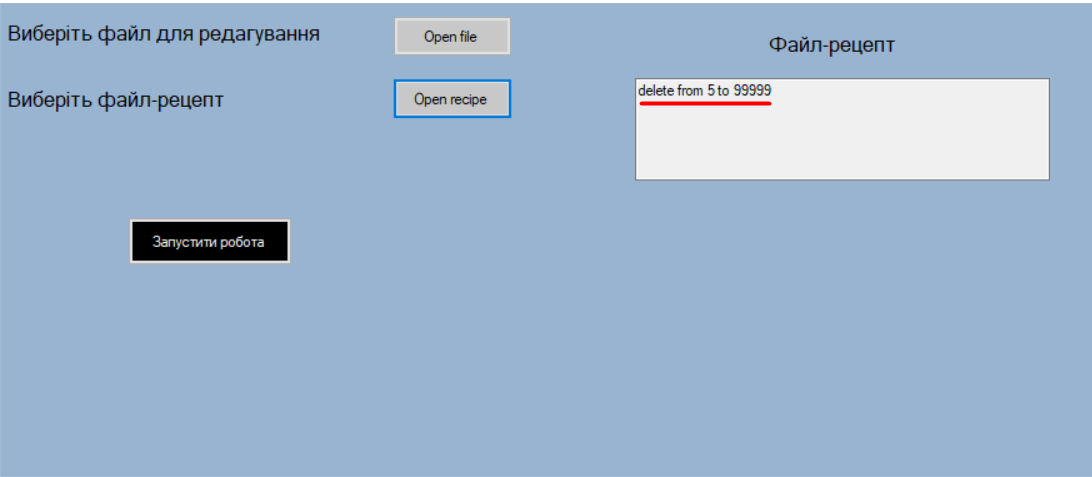 Виберіть файл для редагування
Open file
Файл-рецепт
Виберіть файл-рецепт
Open recipe
delete from 5 to 99999
Запустити робота